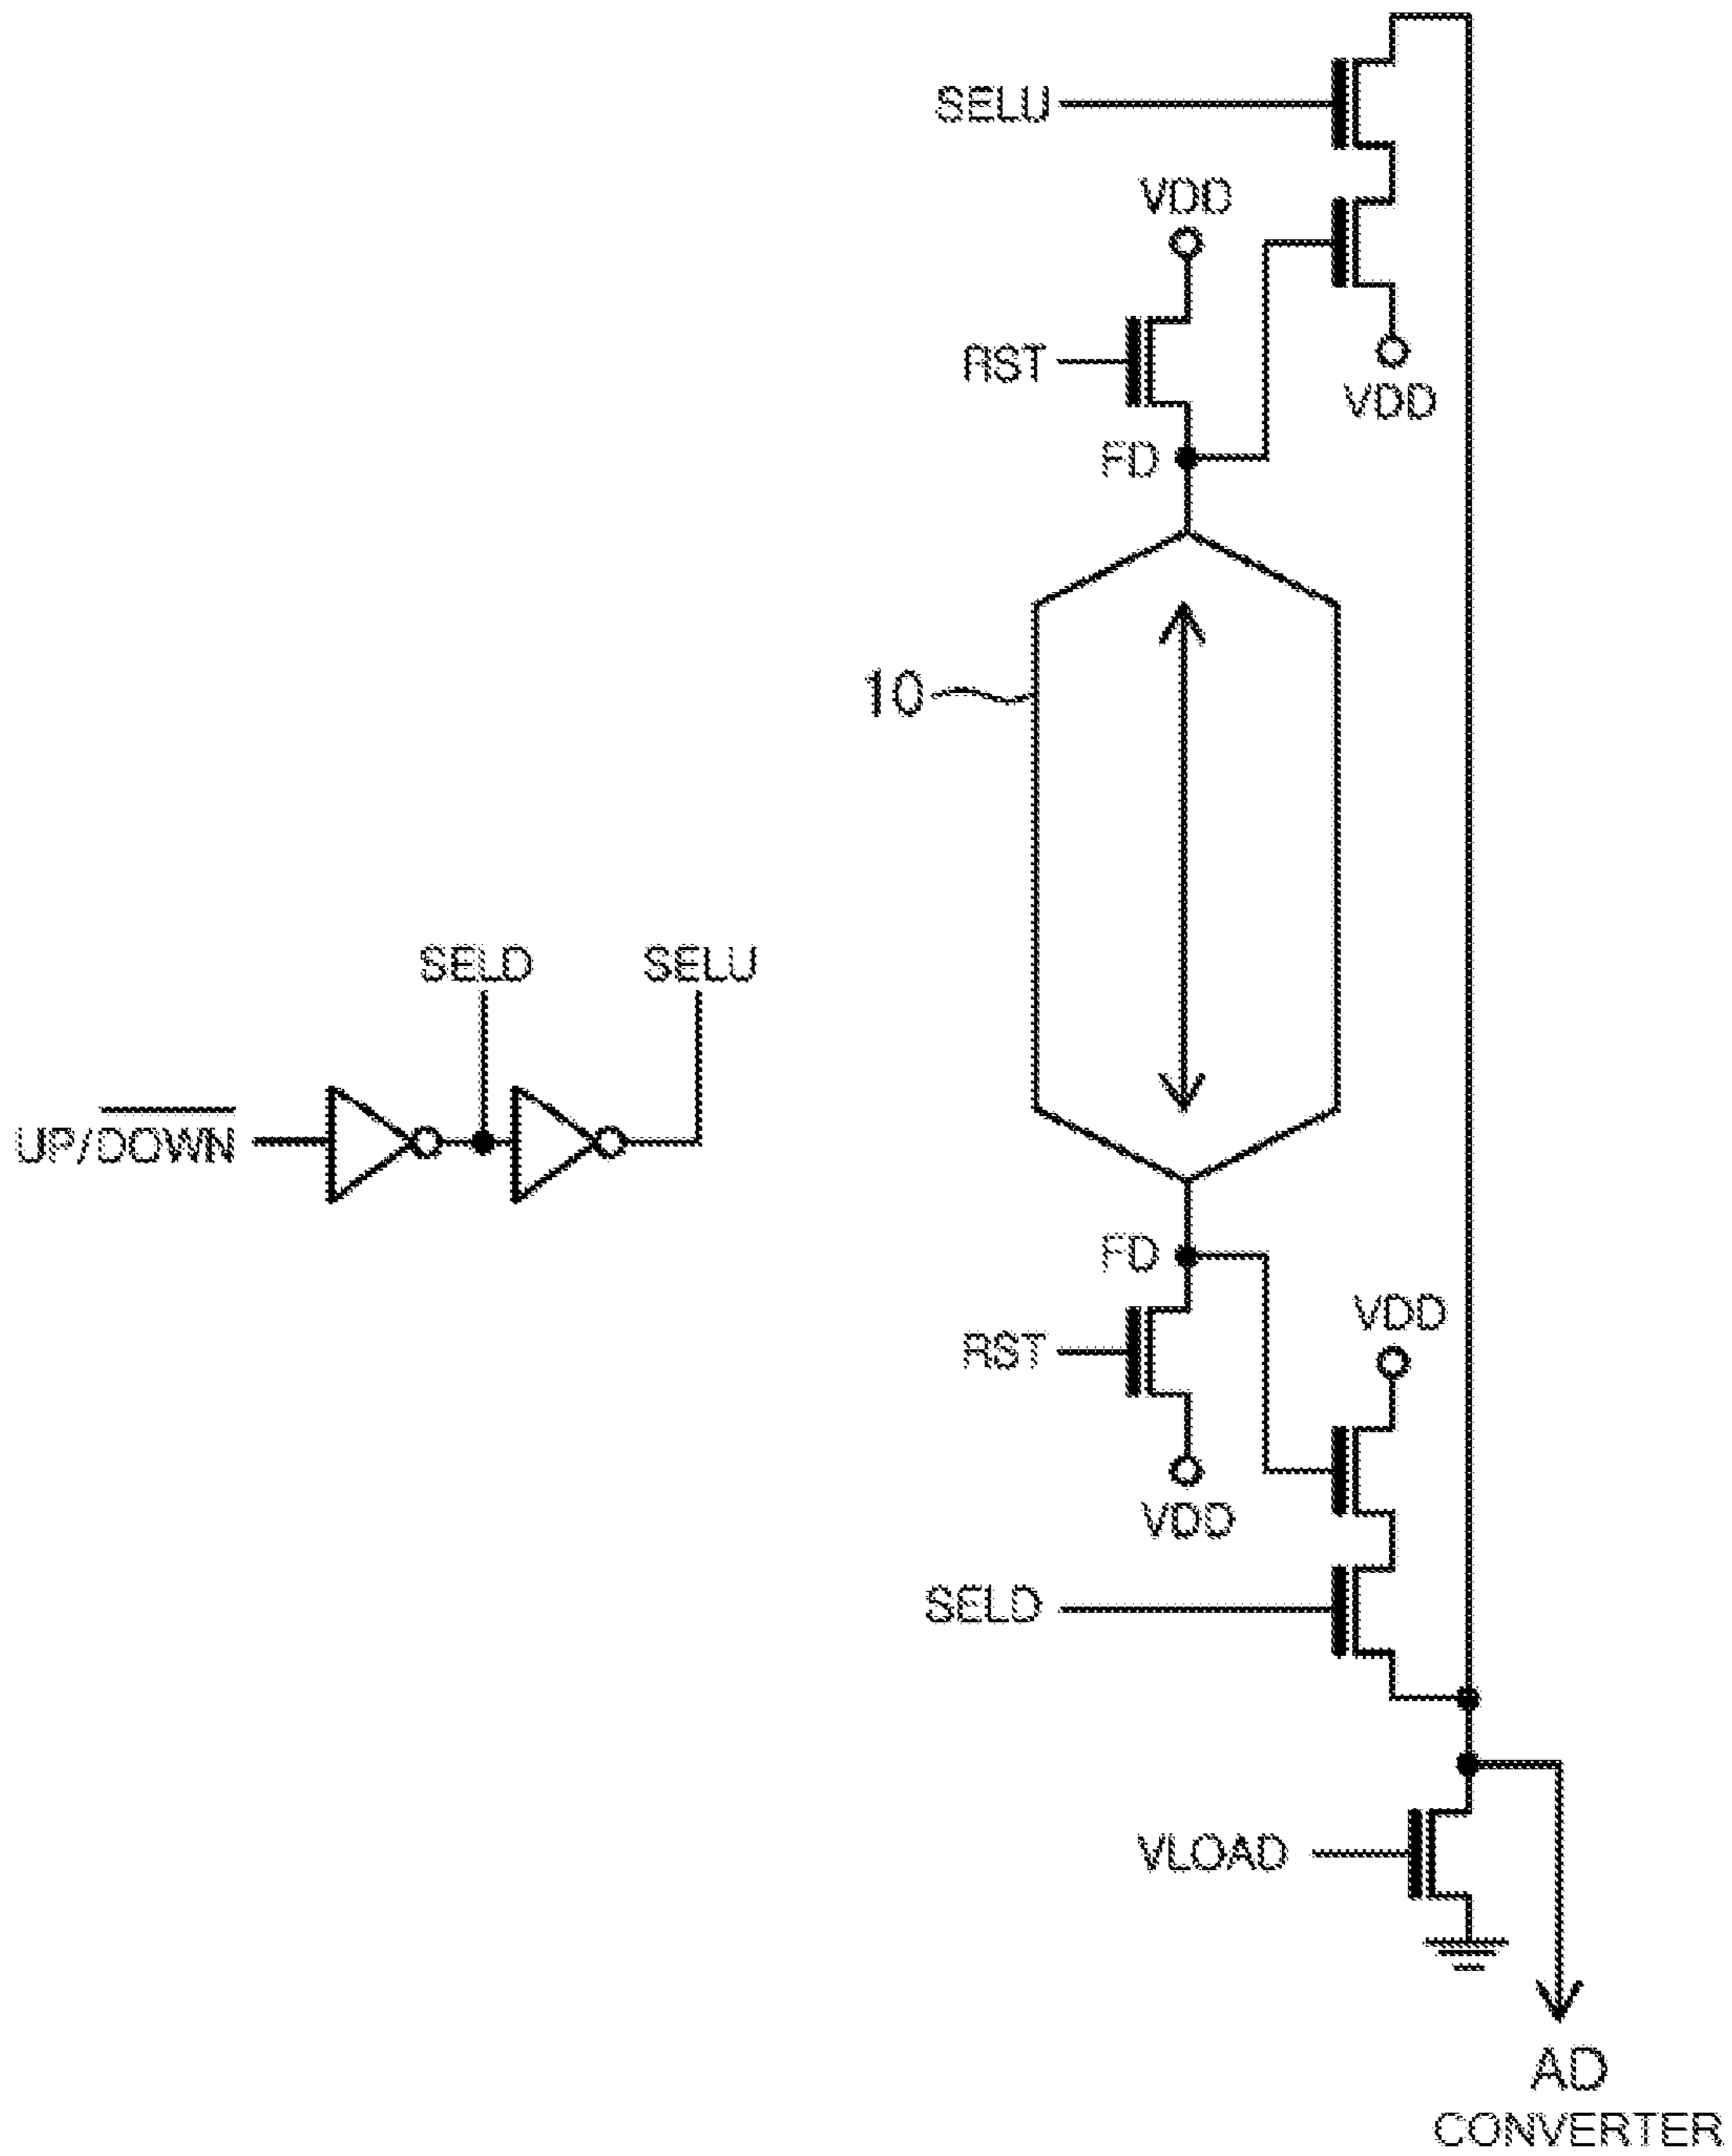 SELU
VDD
RST
VDD
FD
10
SELD SELU
UP/DOWN
FD
VDD
RST
VDD
SELD
VLOAD
AD
CONVERTER